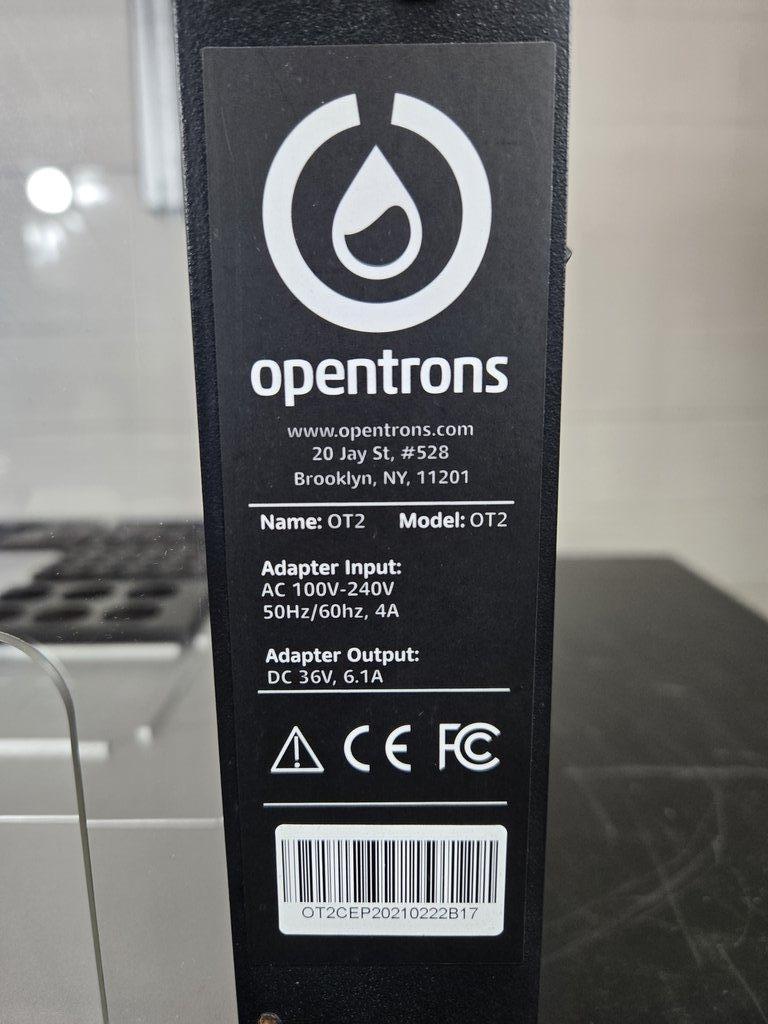 opentrons
www.opentrons.com
20 Jay St, #528
Brooklyn, NY, 11201
Name: OT2 Model: OT2
Adapter Input:
AC 100V-240V
50Hz/60hz, 4A
Adapter Output:
DC 36V, 6.1A
CE FC
OT2CEP20210222B17